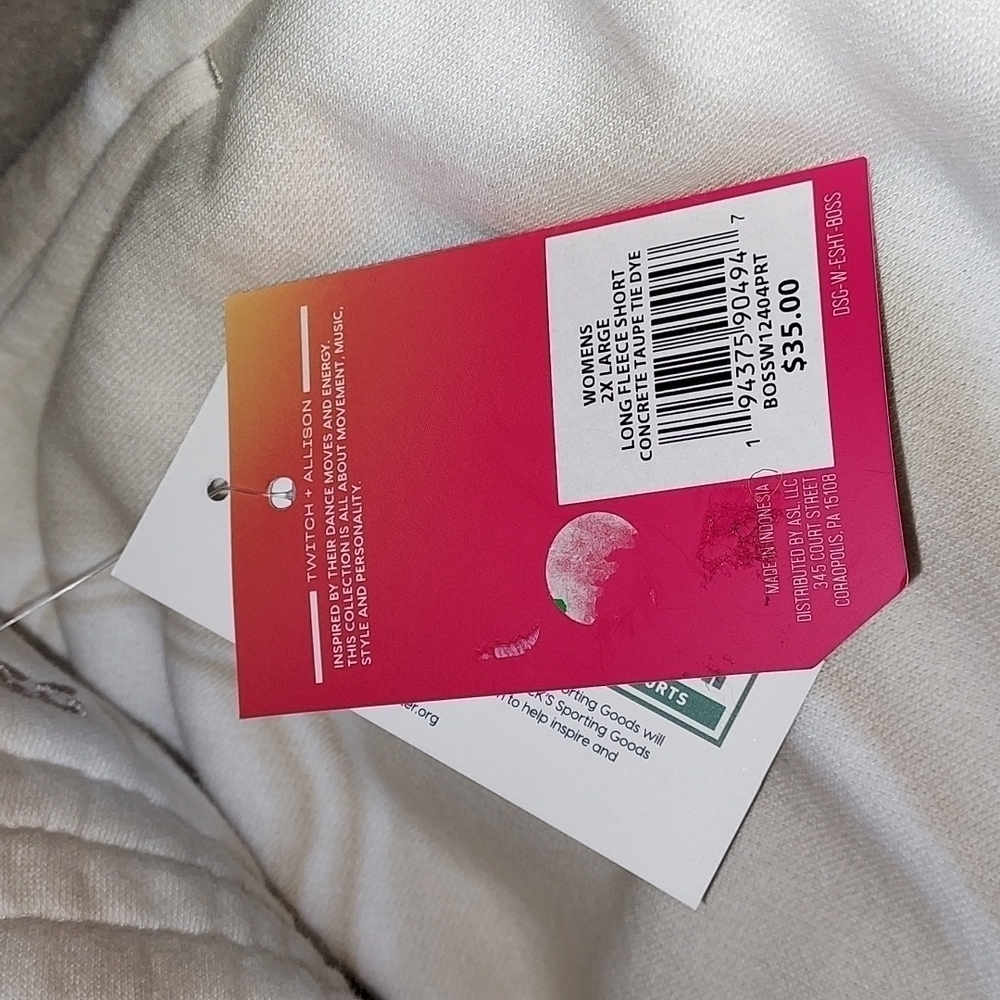 TWITCH + ALLISON
INSPIRED BY THEIR DANCE MOVES AND ENERGY.
THIS COLLECTION IS ALL ABOUT MOVEMENT, MUSIC,
STYLE AND PERSONALITY.
WOMENS
2X LARGE
LONG FLEECE SHORT
CONCRETE TAUPE TIE DYE
1 94375 90494 7
BOSSW12404PRT
$35.00
DSG-W-ESHT-BOSS
MADE IN INDONESIA
DISTRIBUTED BY ASI, LLC
345 COURT STREET
CORAOPOLIS, PA 15108
Goods will
Sporting Goods
to help inspire and
.org